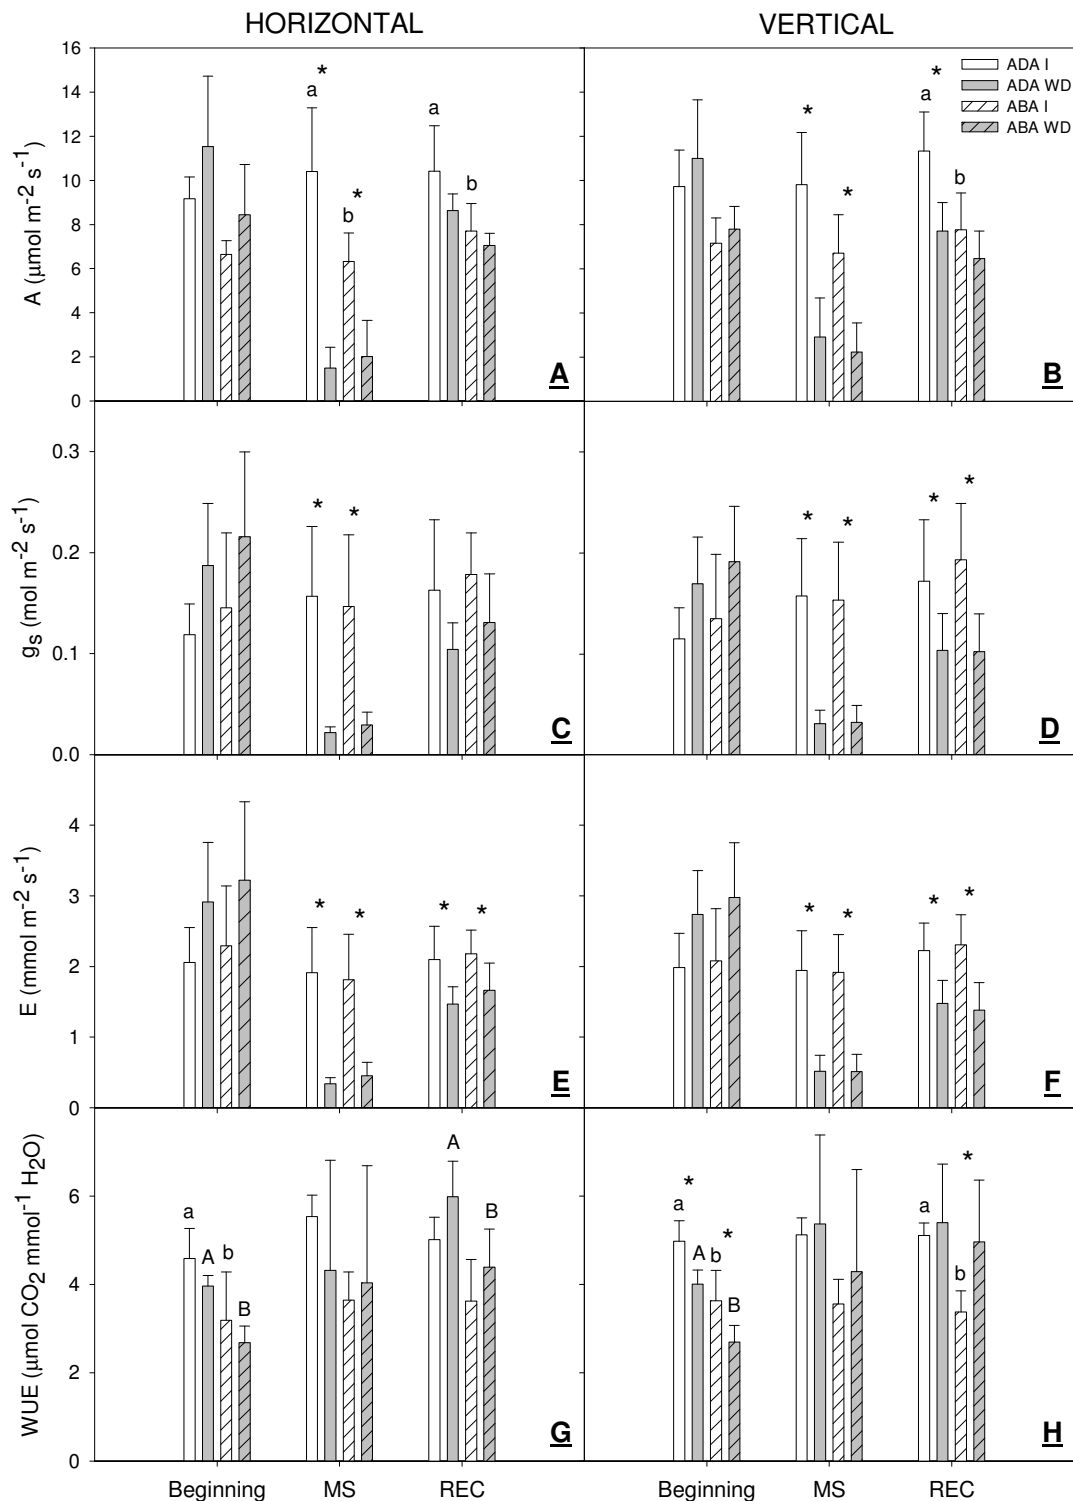 HORIZONTAL
VERTICAL
A (μmol m⁻² s⁻¹)
16
14
12
10
8
6
4
2
0
* a
b *
a
b
A
*
*
* a
b
ADA I
ADA WD
ABA I
ABA WD
B
gs (mol m⁻² s⁻¹)
0.3
0.2
0.1
0.0
* *
C
* *
* *
D
E (mmol m⁻² s⁻¹)
4
3
2
1
0
* *
* *
E
* *
* *
F
WUE (μmol CO₂ mmol⁻¹ H₂O)
6
4
2
0
a A b B
A B
G
* a A b * B
a b *
H
Beginning MS REC
Beginning MS REC